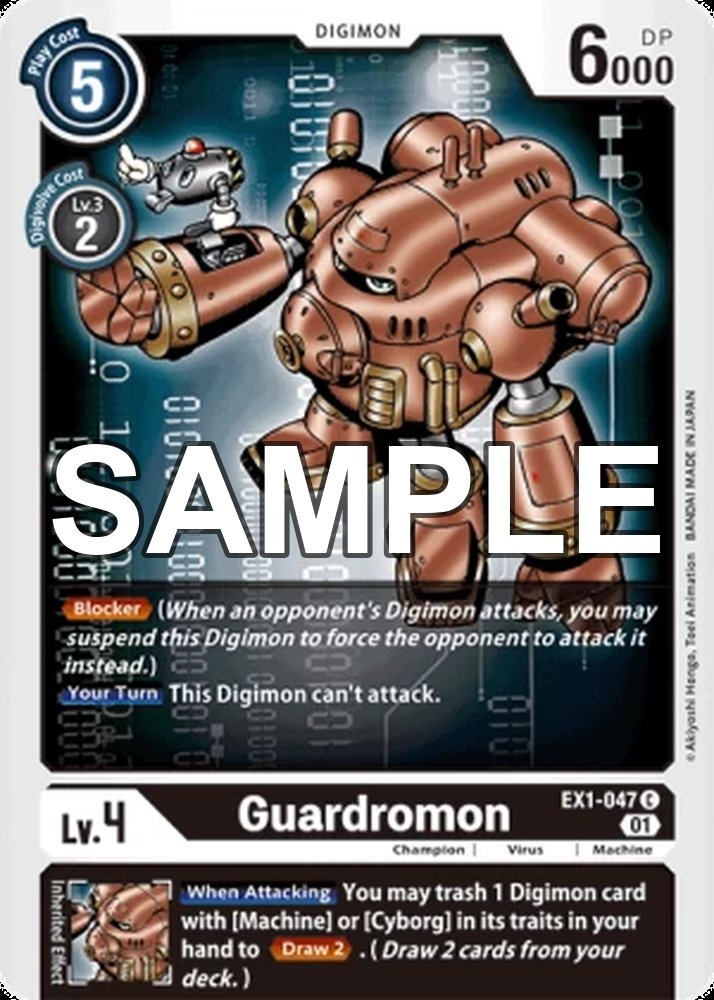 DIGIMON
Play Cost
5
6000
DP
Digivolve Cost
Lv.3
2
SAMPLE
Blocker (When an opponent's Digimon attacks, you may
suspend this Digimon to force the opponent to attack it
instead.)
Your Turn This Digimon can't attack.
© Akiyoshi Hongo, Toei Animation BANDAI MADE IN JAPAN
Lv.4
Guardromon
EX1-047 C
01
Champion | Virus | Machine
Inherited Effect
When Attacking You may trash 1 Digimon card
with [Machine] or [Cyborg] in its traits in your
hand to Draw 2 . ( Draw 2 cards from your
deck. )